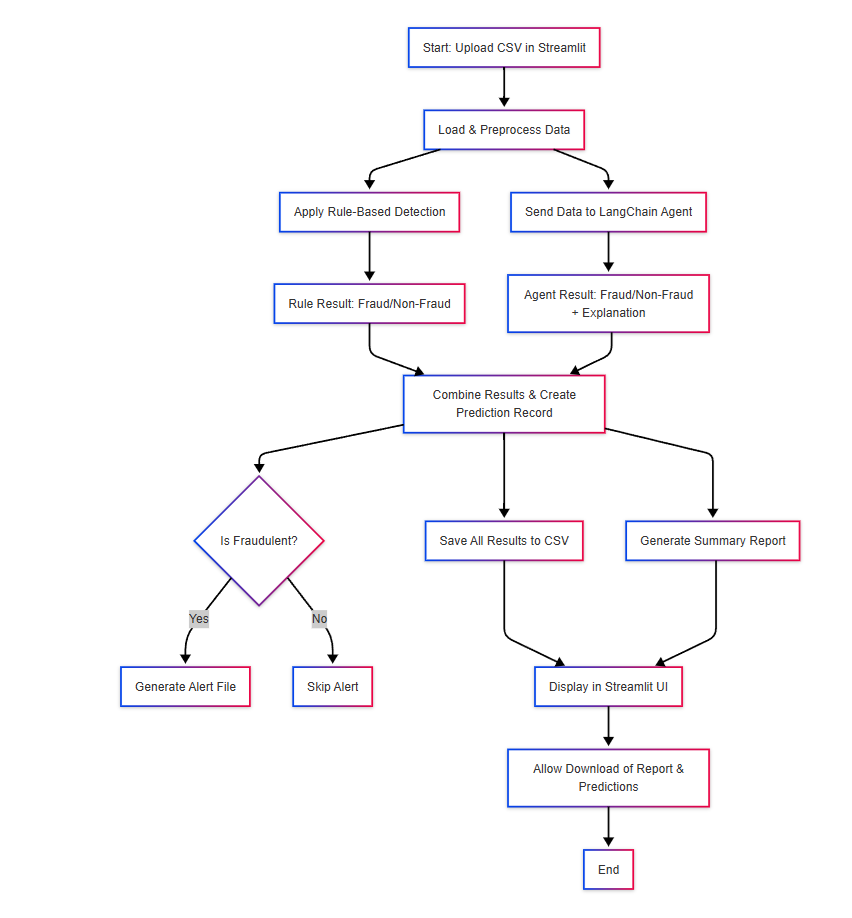 Start: Upload CSV in Streamlit
Load & Preprocess Data
Apply Rule-Based Detection
Send Data to LangChain Agent
Rule Result: Fraud/Non-Fraud
Agent Result: Fraud/Non-Fraud
+ Explanation
Combine Results & Create
Prediction Record
Is Fraudulent?
Save All Results to CSV
Generate Summary Report
Yes
No
Generate Alert File
Skip Alert
Display in Streamlit UI
Allow Download of Report &
Predictions
End